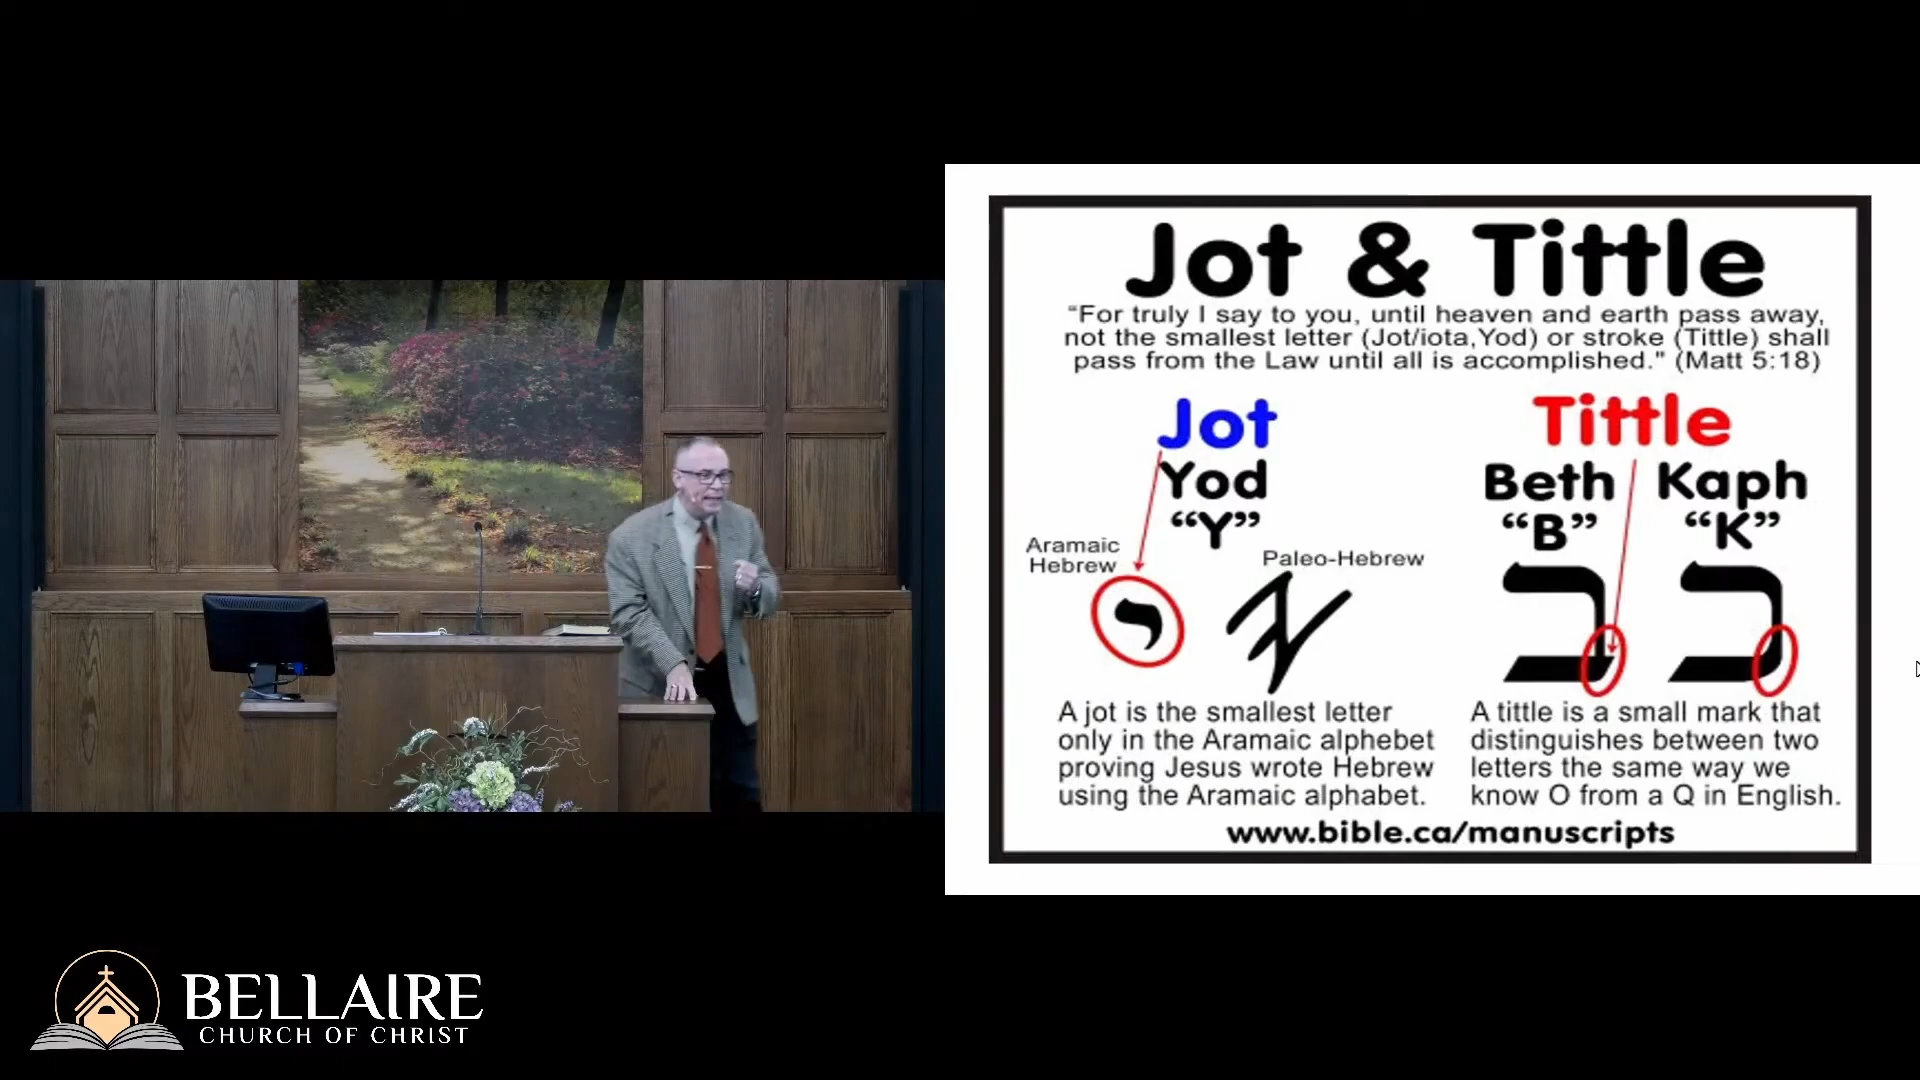 Jot & Tittle
“For truly I say to you, until heaven and earth pass away,
not the smallest letter (Jot/iota,Yod) or stroke (Tittle) shall
pass from the Law until all is accomplished." (Matt 5:18)
Jot
Yod
“Y”
Aramaic
Hebrew
Paleo-Hebrew
י
𐤉
A jot is the smallest letter
only in the Aramaic alphebet
proving Jesus wrote Hebrew
using the Aramaic alphabet.
Tittle
Beth Kaph
“B” “K”
ב כ
A tittle is a small mark that
distinguishes between two
letters the same way we
know O from a Q in English.
www.bible.ca/manuscripts
BELLAIRE
CHURCH OF CHRIST